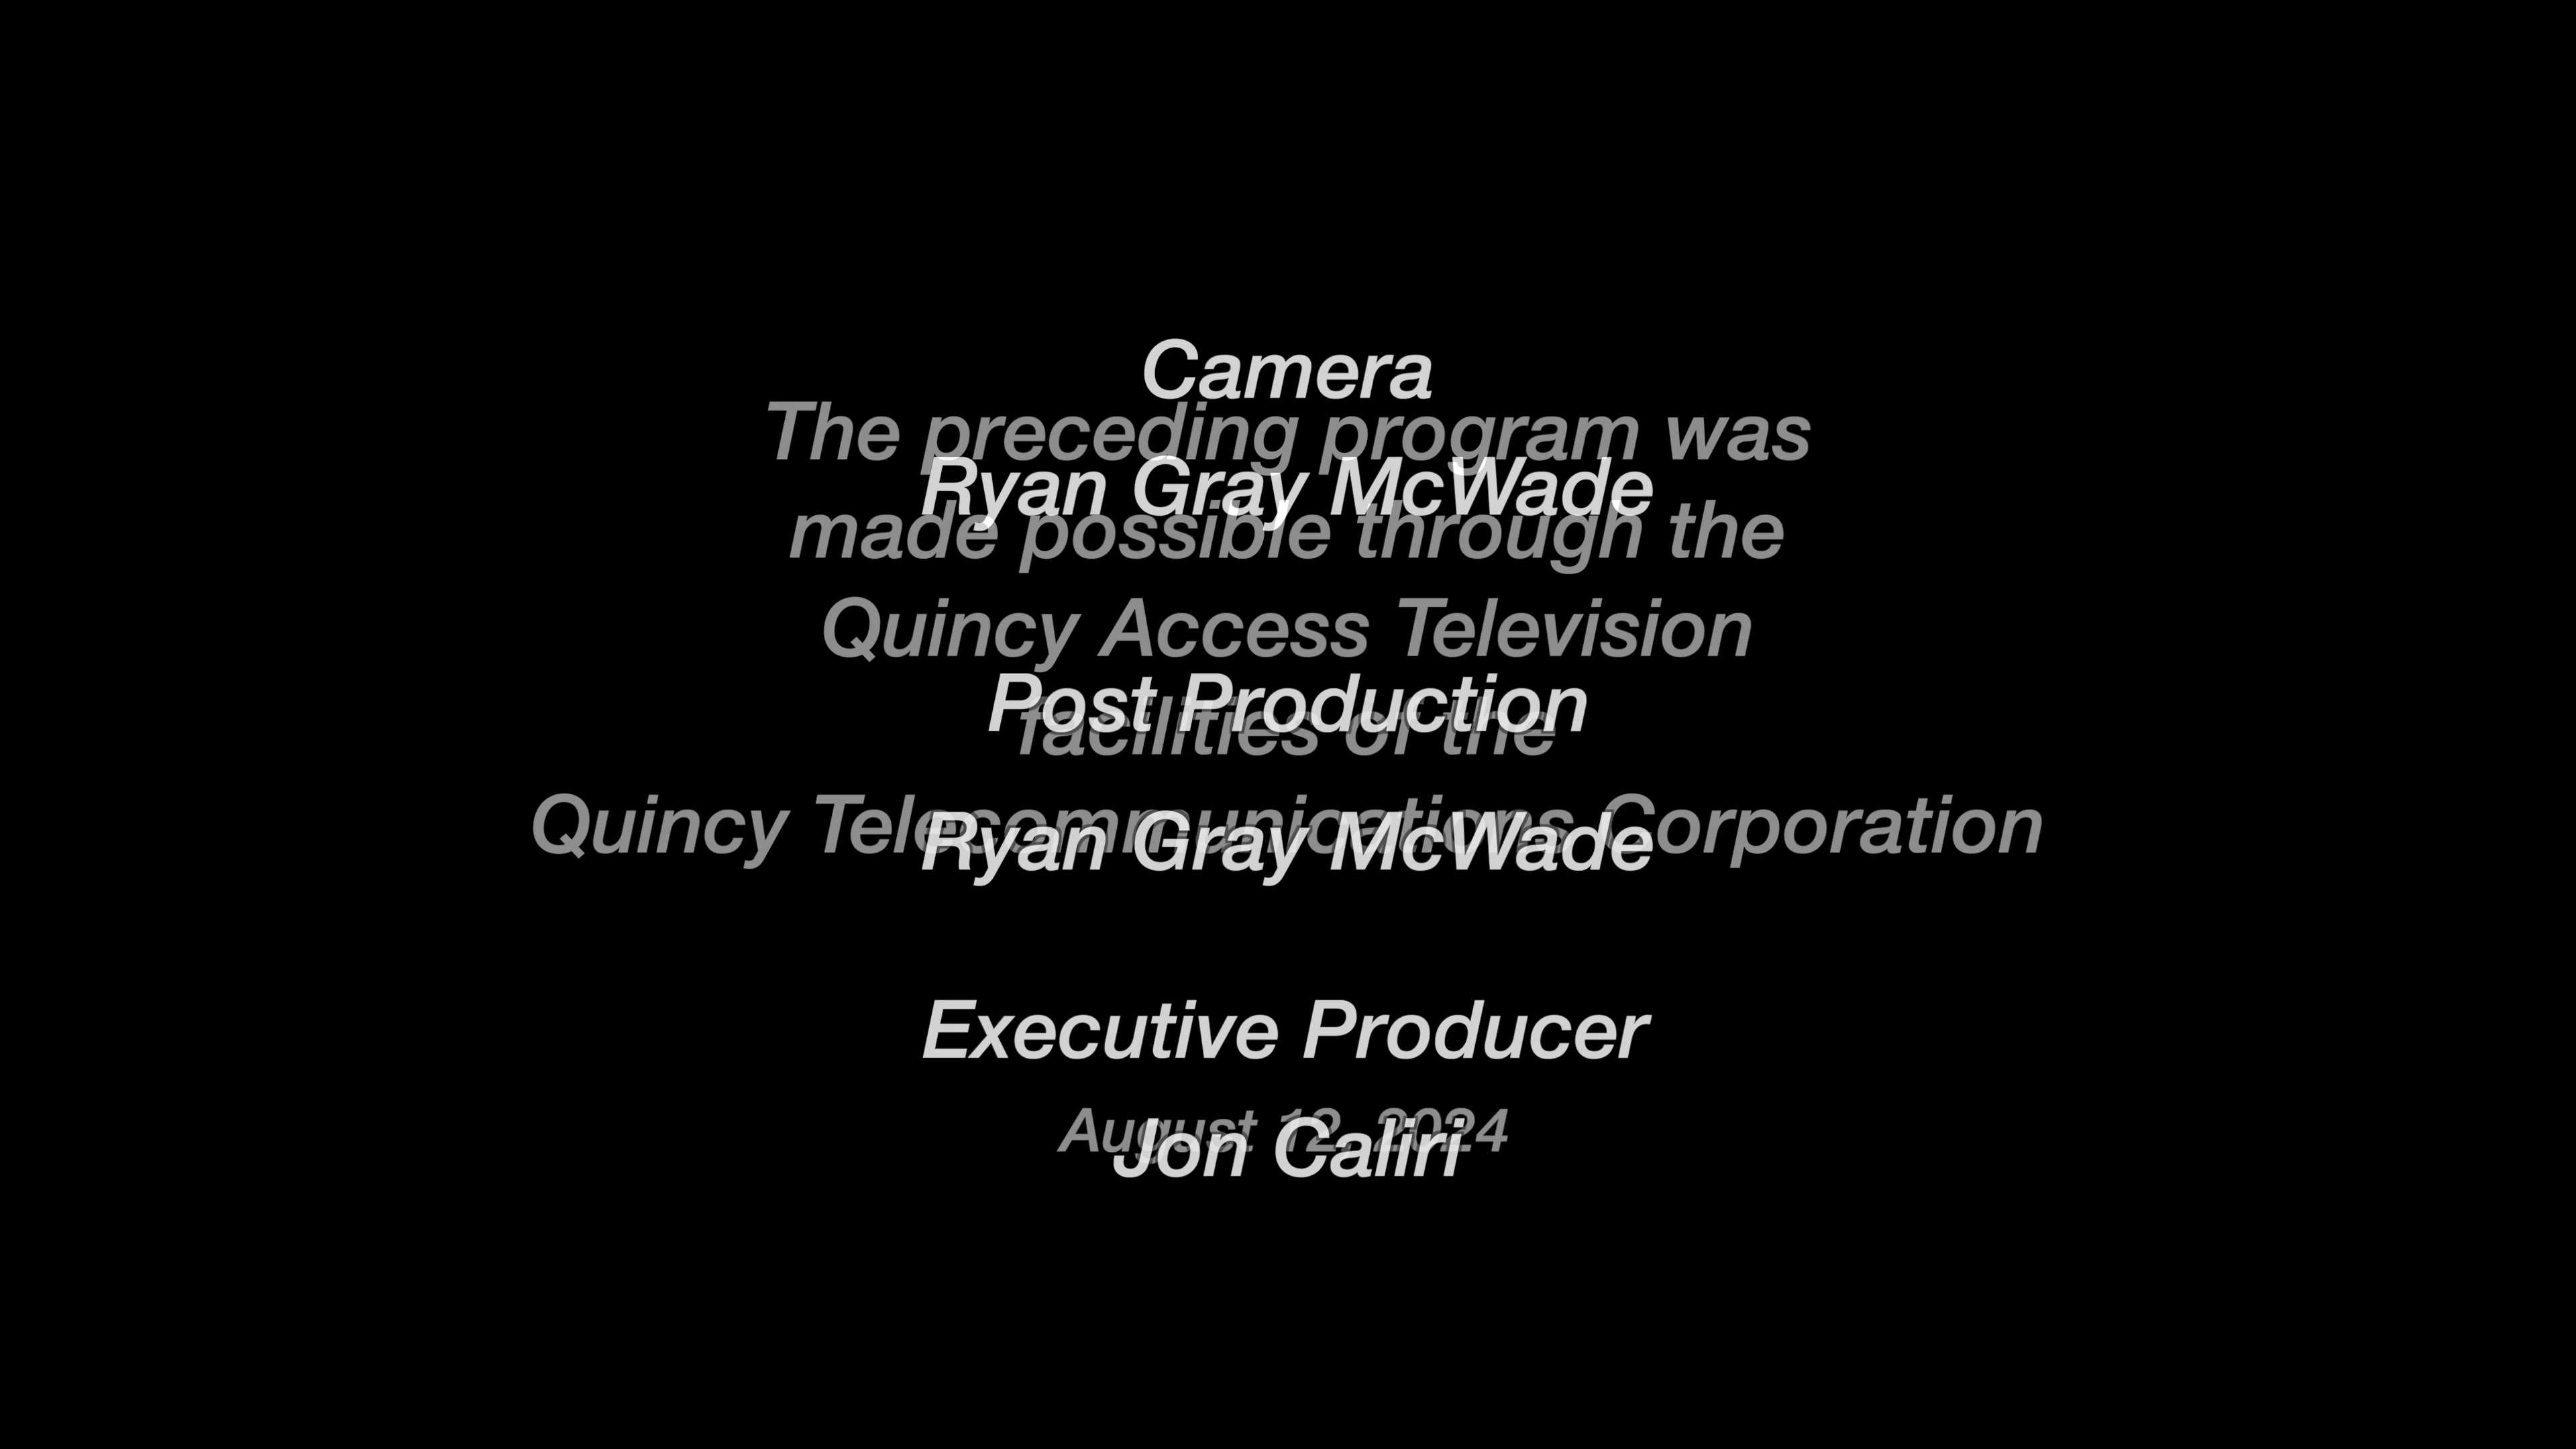 Camera
The preceding program was
Ryan Gray McWade
made possible through the
Quincy Access Television
Post Production
facilities of the
Quincy Telecommunications Corporation
Ryan Gray McWade
Executive Producer
August 12, 2024
Jon Caliri